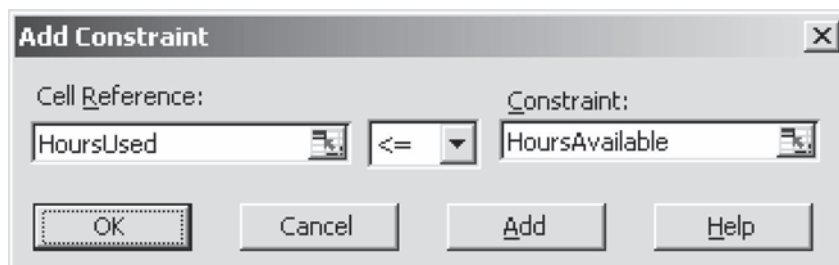 Add Constraint
Cell Reference: Constraint:
HoursUsed <= HoursAvailable
OK Cancel Add Help